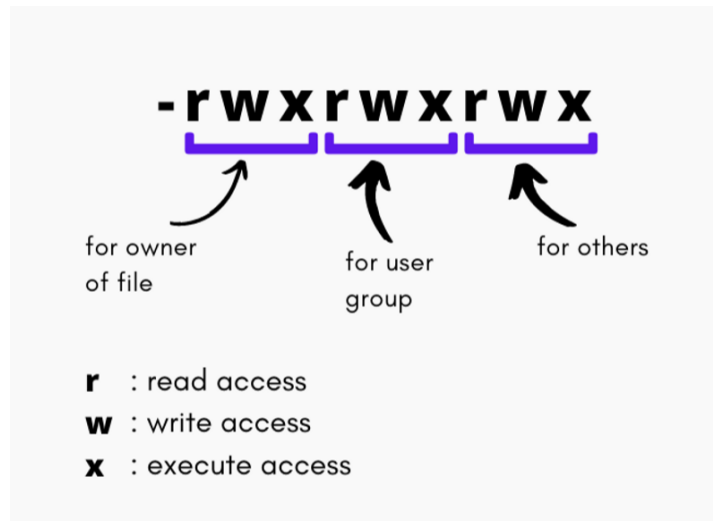 -rwxrwxrwx
for owner
of file
for user
group
for others
r : read access
w : write access
x : execute access